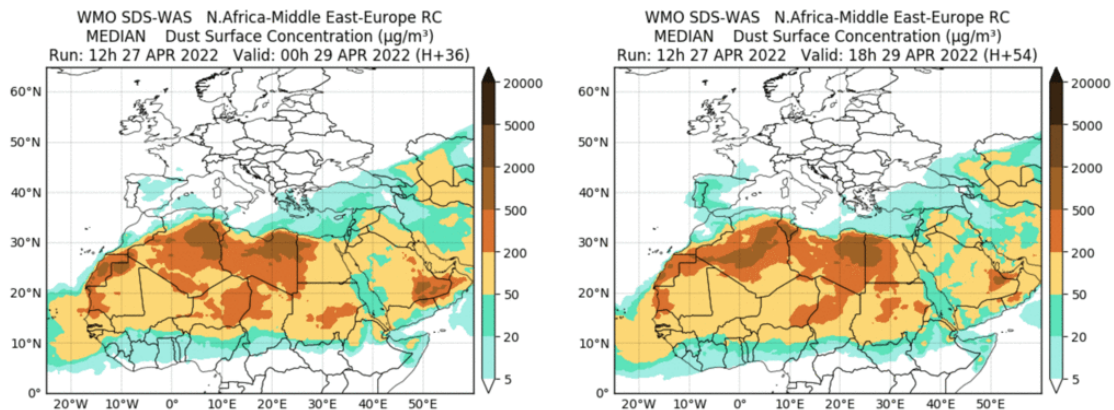 WMO SDS-WAS N.Africa-Middle East-Europe RC
MEDIAN Dust Surface Concentration (µg/m³)
Run: 12h 27 APR 2022 Valid: 00h 29 APR 2022 (H+36)
60°N
50°N
40°N
30°N
20°N
10°N
0°
20°W
10°W
0°
10°E
20°E
30°E
40°E
50°E
20000
5000
2000
500
200
50
20
5
WMO SDS-WAS N.Africa-Middle East-Europe RC
MEDIAN Dust Surface Concentration (µg/m³)
Run: 12h 27 APR 2022 Valid: 18h 29 APR 2022 (H+54)
60°N
50°N
40°N
30°N
20°N
10°N
0°
20°W
10°W
0°
10°E
20°E
30°E
40°E
50°E
20000
5000
2000
500
200
50
20
5